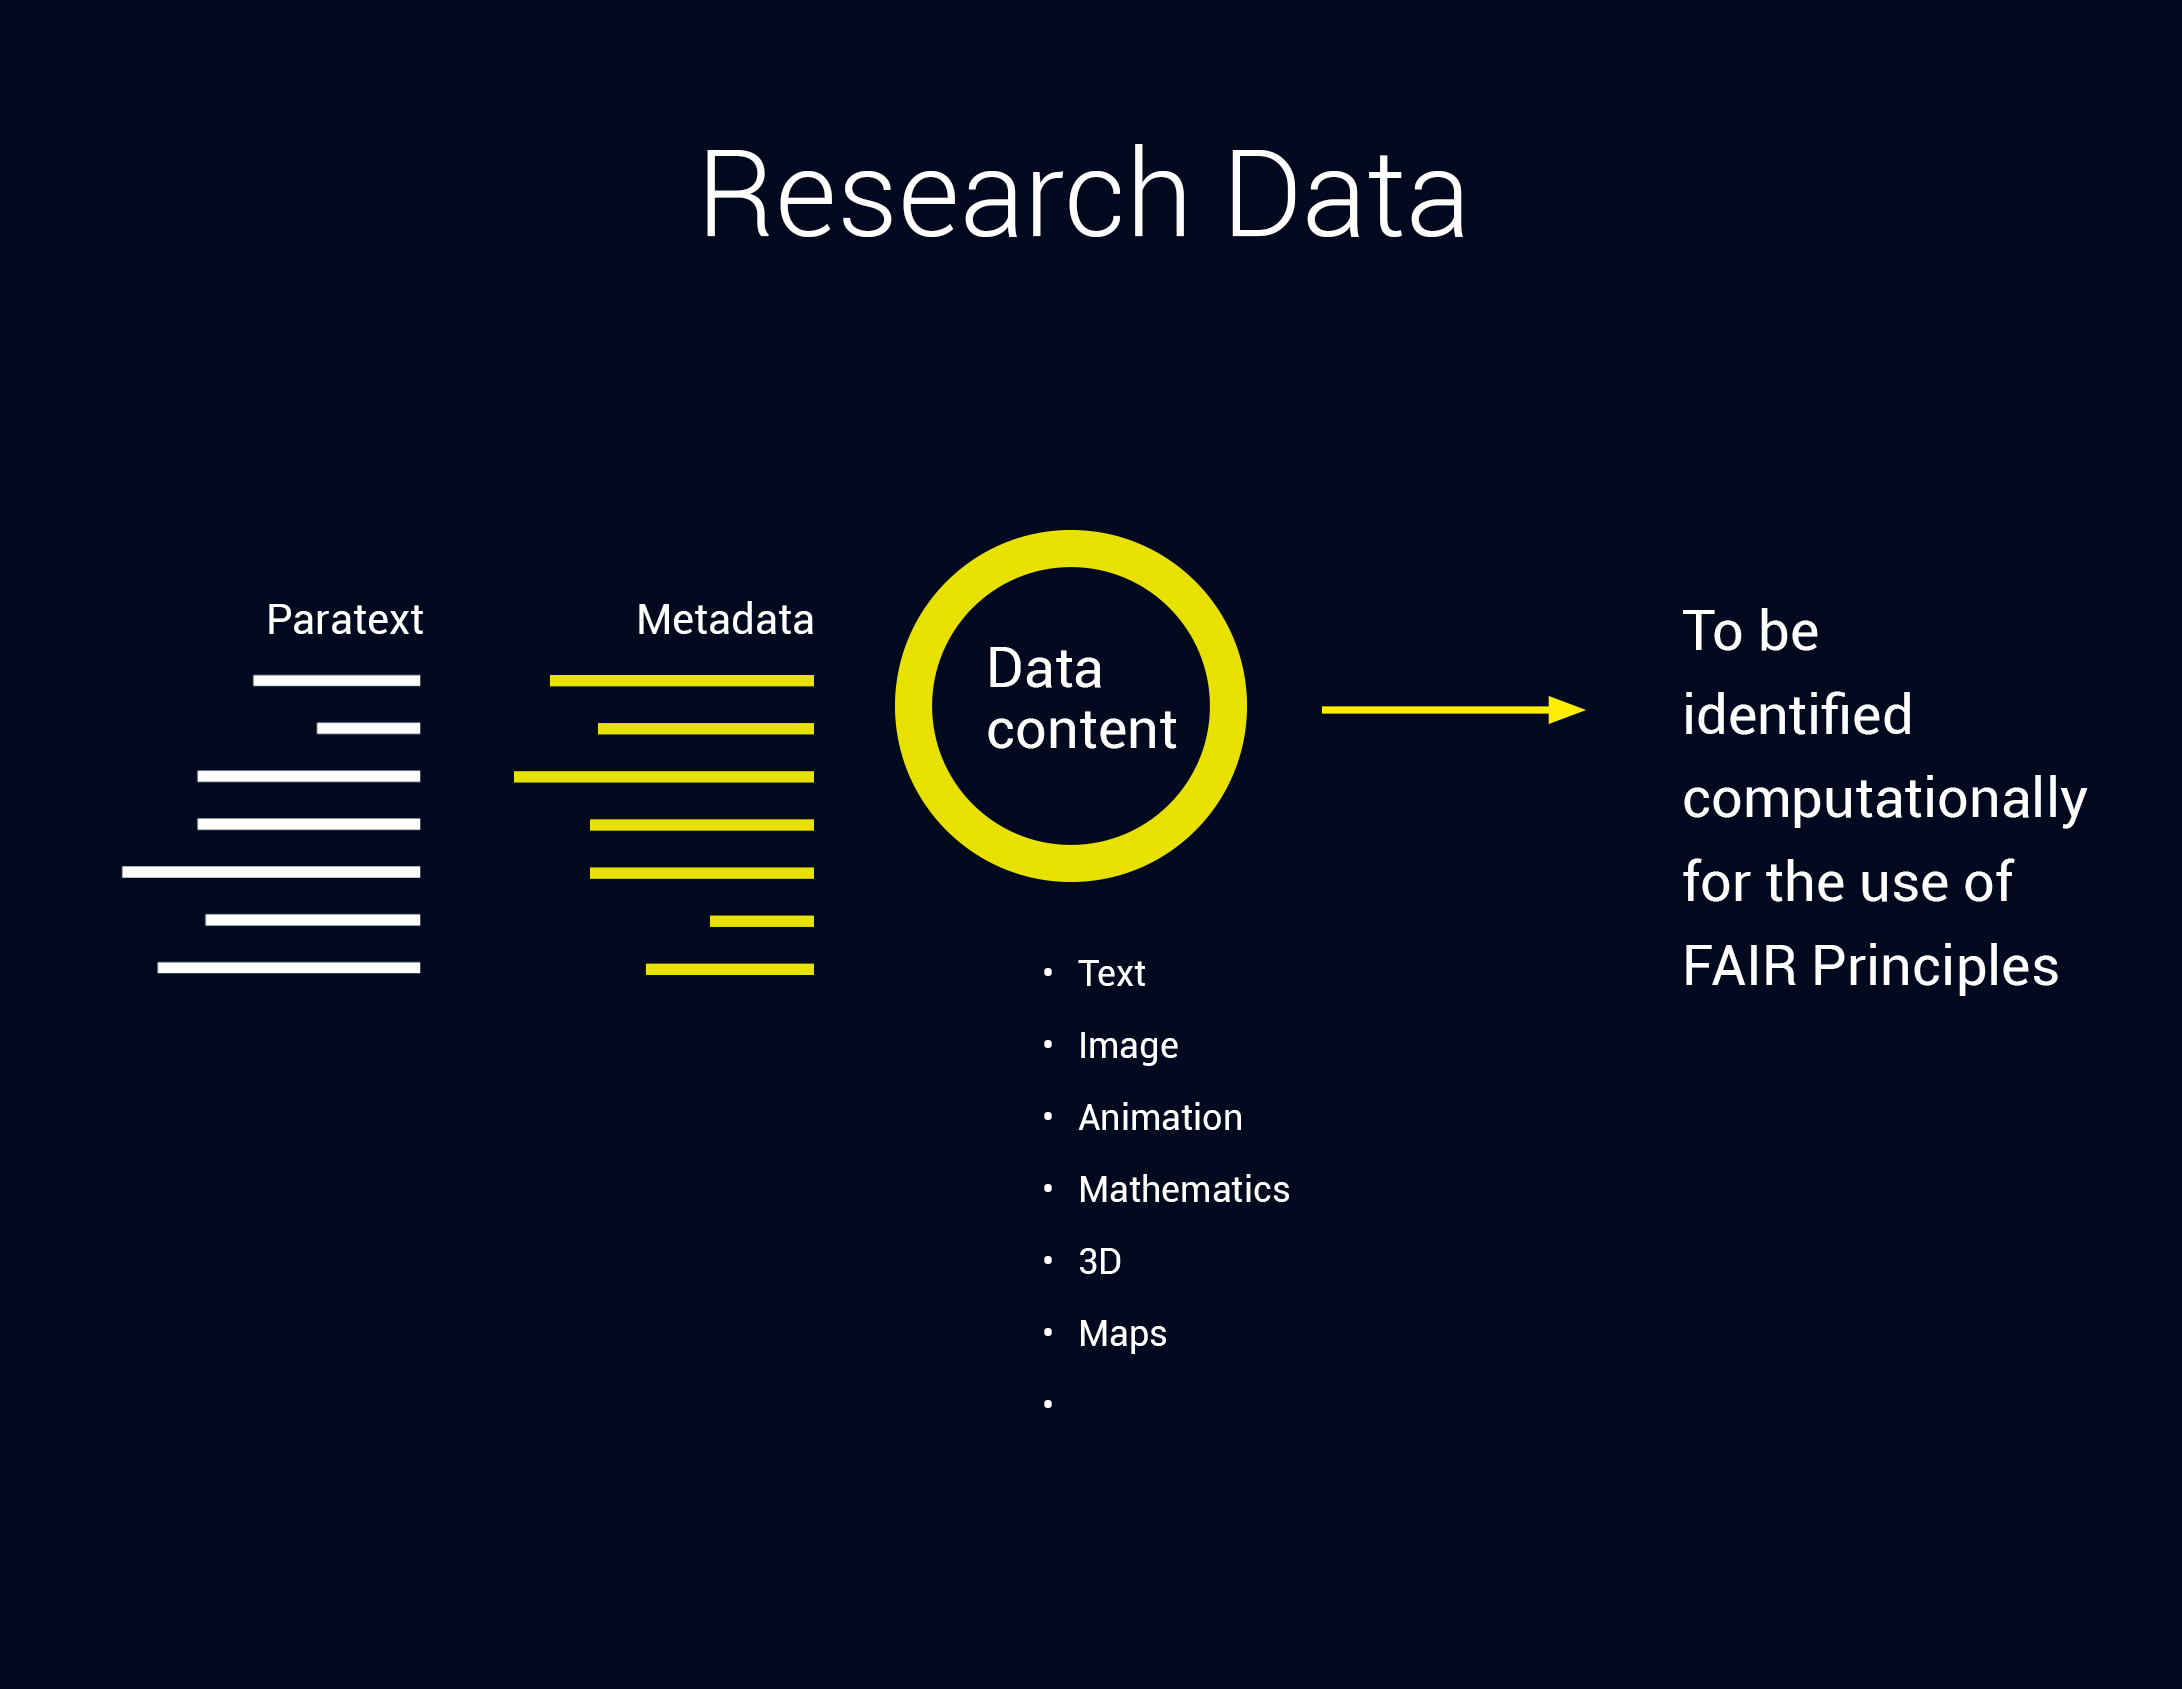 Research Data
Paratext
Metadata
Data
content
To be
identified
computationally
for the use of
FAIR Principles
• Text
• Image
• Animation
• Mathematics
• 3D
• Maps
•